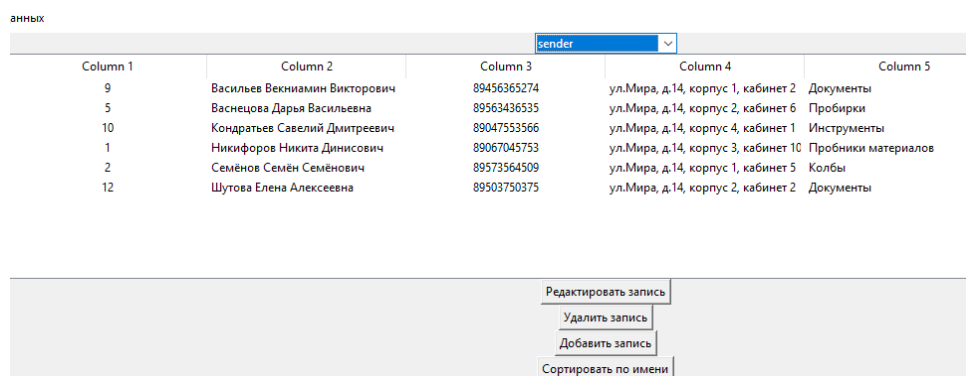 анных
sender
Column 1 Column 2 Column 3 Column 4 Column 5
9 Васильев Векниамин Викторович 89456365274 ул.Мира, д.14, корпус 1, кабинет 2 Документы
5 Васнецова Дарья Васильевна 89563436535 ул.Мира, д.14, корпус 2, кабинет 6 Пробирки
10 Кондратьев Савелий Дмитреевич 89047553566 ул.Мира, д.14, корпус 4, кабинет 1 Инструменты
1 Никифоров Никита Динисович 89067045753 ул.Мира, д.14, корпус 3, кабинет 10 Пробники материалов
2 Семёнов Семён Семёнович 89573564509 ул.Мира, д.14, корпус 1, кабинет 5 Колбы
12 Шутова Елена Алексеевна 89503750375 ул.Мира, д.14, корпус 2, кабинет 2 Документы
Редактировать запись
Удалить запись
Добавить запись
Сортировать по имени